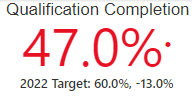 Qualification Completion
47.0%
2022 Target: 60.0%, -13.0%